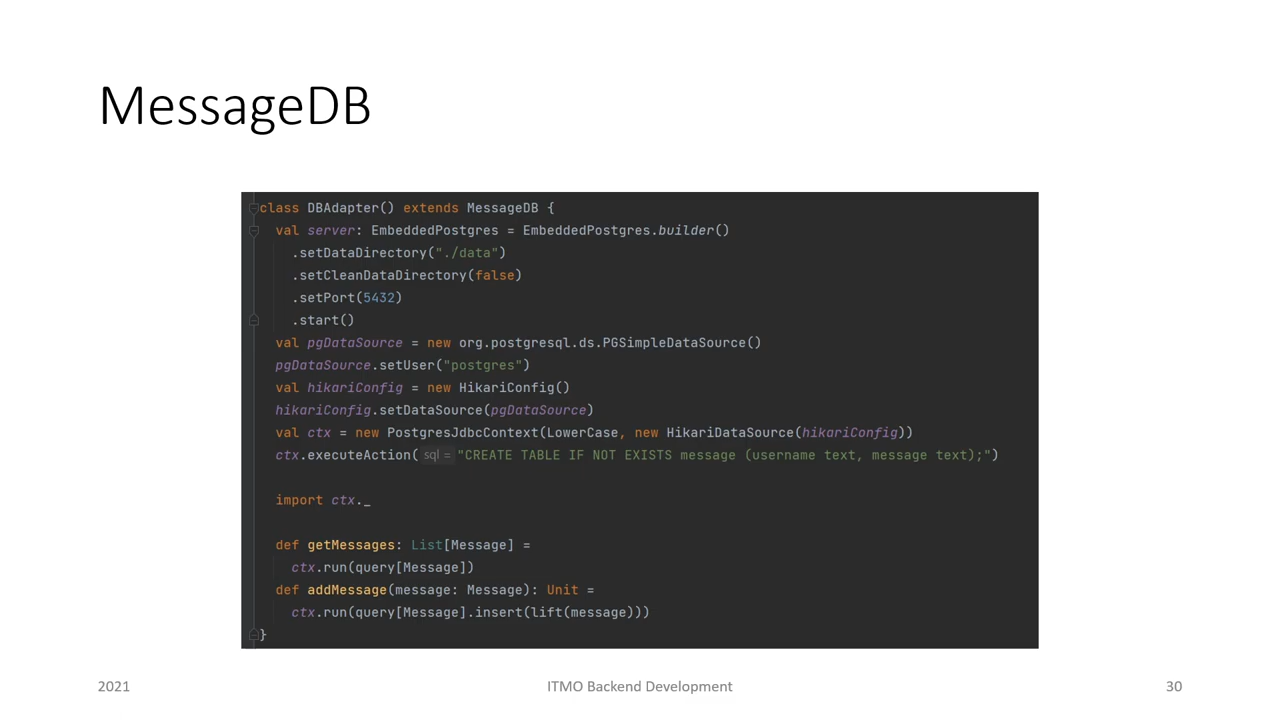 MessageDB
class DBAdapter() extends MessageDB {
val server: EmbeddedPostgres = EmbeddedPostgres.builder()
.setDataDirectory("./data")
.setCleanDataDirectory(false)
.setPort(5432)
.start()
val pgDataSource = new org.postgresql.ds.PGSimpleDataSource()
pgDataSource.setUser("postgres")
val hikariConfig = new HikariConfig()
hikariConfig.setDataSource(pgDataSource)
val ctx = new PostgresJdbcContext(LowerCase, new HikariDataSource(hikariConfig))
ctx.executeAction( sql = "CREATE TABLE IF NOT EXISTS message (username text, message text);")
import ctx._
def getMessages: List[Message] =
ctx.run(query[Message])
def addMessage(message: Message): Unit =
ctx.run(query[Message].insert(lift(message)))
}
2021
ITMO Backend Development
30